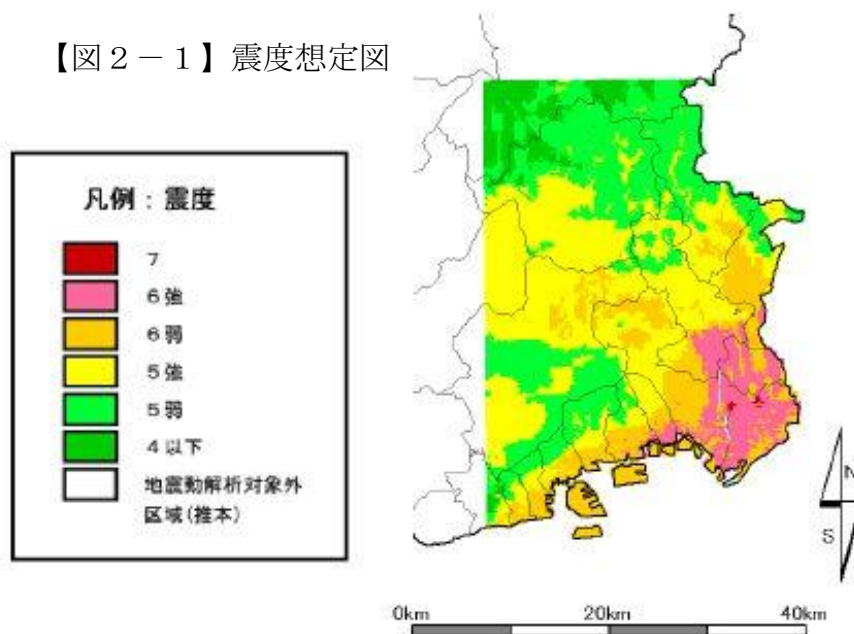 【図２－１】震度想定図
凡例：震度
7
6強
6弱
5強
5弱
4以下
地震動解析対象外
区域(推本)
N
S
0km 20km 40km